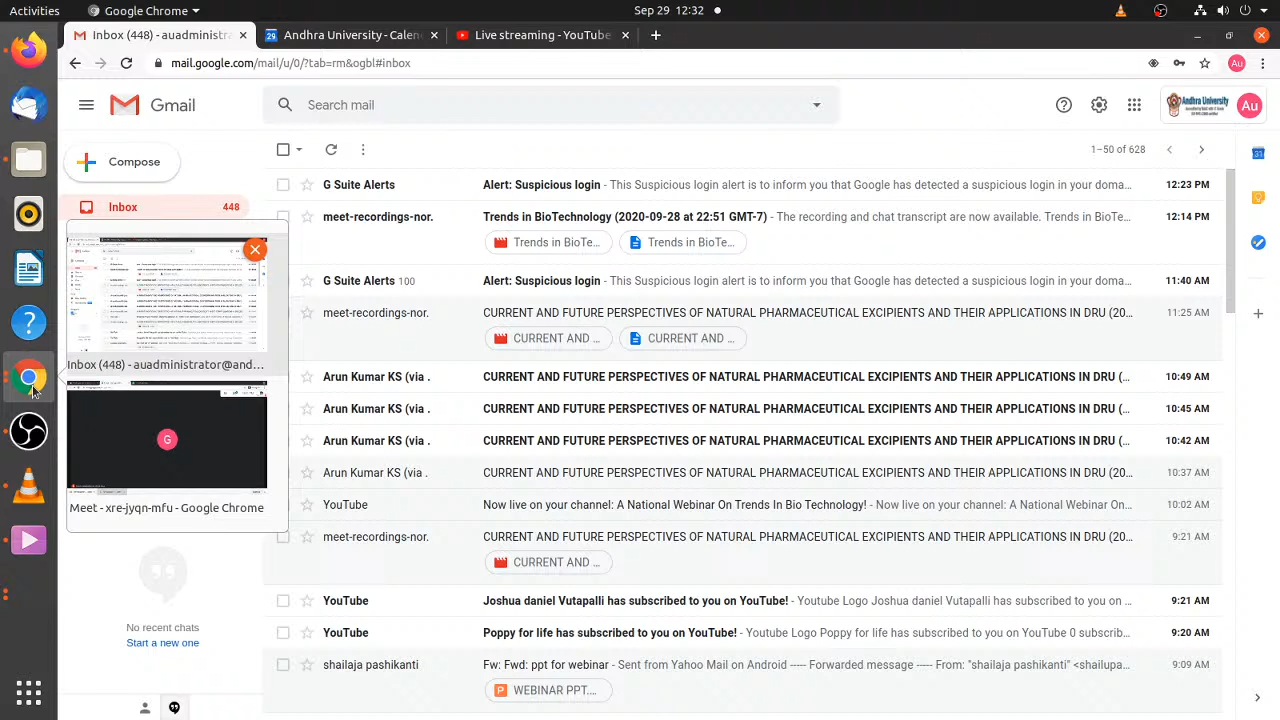 Activities
Google Chrome
Sep 29 12:32
Inbox (448) - auadministra
Andhra University - Calen
Live streaming - YouTube
mail.google.com/mail/u/0/?tab=rm&ogbl#inbox
Au
Gmail
Search mail
Andhra University
Au
Compose
1–50 of 628
Inbox 448
G Suite Alerts Alert: Suspicious login - This Suspicious login alert is to inform you that Google has detected a suspicious login in your doma... 12:23 PM
meet-recordings-nor. Trends in BioTechnology (2020-09-28 at 22:51 GMT-7) - The recording and chat transcript are now available. Trends in BioTe... 12:14 PM
Trends in BioTe... Trends in BioTe...
G Suite Alerts 100 Alert: Suspicious login - This Suspicious login alert is to inform you that Google has detected a suspicious login in your doma... 11:40 AM
meet-recordings-nor. CURRENT AND FUTURE PERSPECTIVES OF NATURAL PHARMACEUTICAL EXCIPIENTS AND THEIR APPLICATIONS IN DRU (20... 11:25 AM
CURRENT AND ... CURRENT AND ...
Inbox (448) - auadministrator@and...
Arun Kumar KS (via . CURRENT AND FUTURE PERSPECTIVES OF NATURAL PHARMACEUTICAL EXCIPIENTS AND THEIR APPLICATIONS IN DRU (... 10:49 AM
Arun Kumar KS (via . CURRENT AND FUTURE PERSPECTIVES OF NATURAL PHARMACEUTICAL EXCIPIENTS AND THEIR APPLICATIONS IN DRU (... 10:45 AM
Arun Kumar KS (via . CURRENT AND FUTURE PERSPECTIVES OF NATURAL PHARMACEUTICAL EXCIPIENTS AND THEIR APPLICATIONS IN DRU (... 10:42 AM
G
Arun Kumar KS (via . CURRENT AND FUTURE PERSPECTIVES OF NATURAL PHARMACEUTICAL EXCIPIENTS AND THEIR APPLICATIONS IN DRU (... 10:37 AM
YouTube Now live on your channel: A National Webinar On Trends In Bio Technology! - Now live on your channel: A National Webinar On Trends In Bio Technology! A National Webinar O... 10:02 AM
Meet - xre-jyqn-mfu - Google Chrome
meet-recordings-nor. CURRENT AND FUTURE PERSPECTIVES OF NATURAL PHARMACEUTICAL EXCIPIENTS AND THEIR APPLICATIONS IN DRU (20... 9:21 AM
CURRENT AND ...
YouTube Joshua daniel Vutapalli has subscribed to you on YouTube! - Youtube Logo Joshua daniel Vutapalli has subscribed to you on ... 9:21 AM
No recent chats
Start a new one
YouTube Poppy for life has subscribed to you on YouTube! - Youtube Logo Poppy for life has subscribed to you on YouTube 0 subscrib... 9:20 AM
shailaja pashikanti Fw: Fwd: ppt for webinar - Sent from Yahoo Mail on Android ----- Forwarded message ----- From: "shailaja pashikanti" <shailupa... 9:09 AM
WEBINAR PPT....